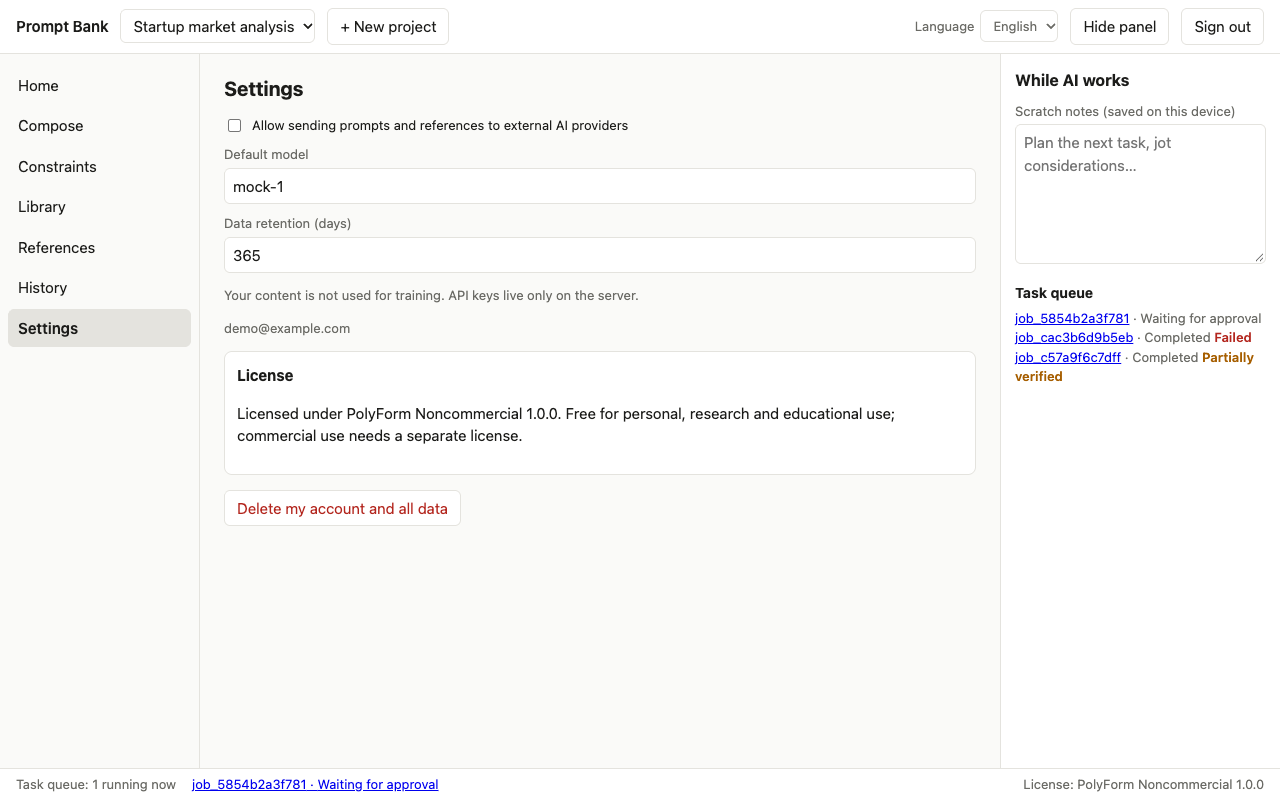 Prompt Bank
Startup market analysis
+ New project
Language
English
Hide panel
Sign out
Home
Compose
Constraints
Library
References
History
Settings
Settings
Allow sending prompts and references to external AI providers
Default model
mock-1
Data retention (days)
365
Your content is not used for training. API keys live only on the server.
demo@example.com
License
Licensed under PolyForm Noncommercial 1.0.0. Free for personal, research and educational use;
commercial use needs a separate license.
Delete my account and all data
While AI works
Scratch notes (saved on this device)
Plan the next task, jot
considerations...
Task queue
job_5854b2a3f781 · Waiting for approval
job_cac3b6d9b5eb · Completed Failed
job_c57a9f6c7dff · Completed Partially
verified
Task queue: 1 running now
job_5854b2a3f781 · Waiting for approval
License: PolyForm Noncommercial 1.0.0